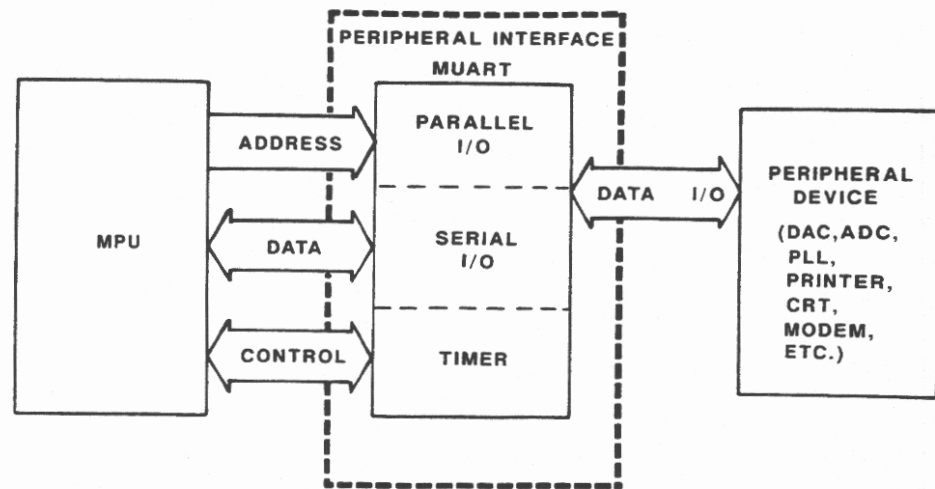 PERIPHERAL INTERFACE
MUART
MPU
ADDRESS
DATA
CONTROL
PARALLEL
I/O
SERIAL
I/O
TIMER
DATA I/O
PERIPHERAL
DEVICE
(DAC,ADC,
PLL,
PRINTER,
CRT,
MODEM,
ETC.)